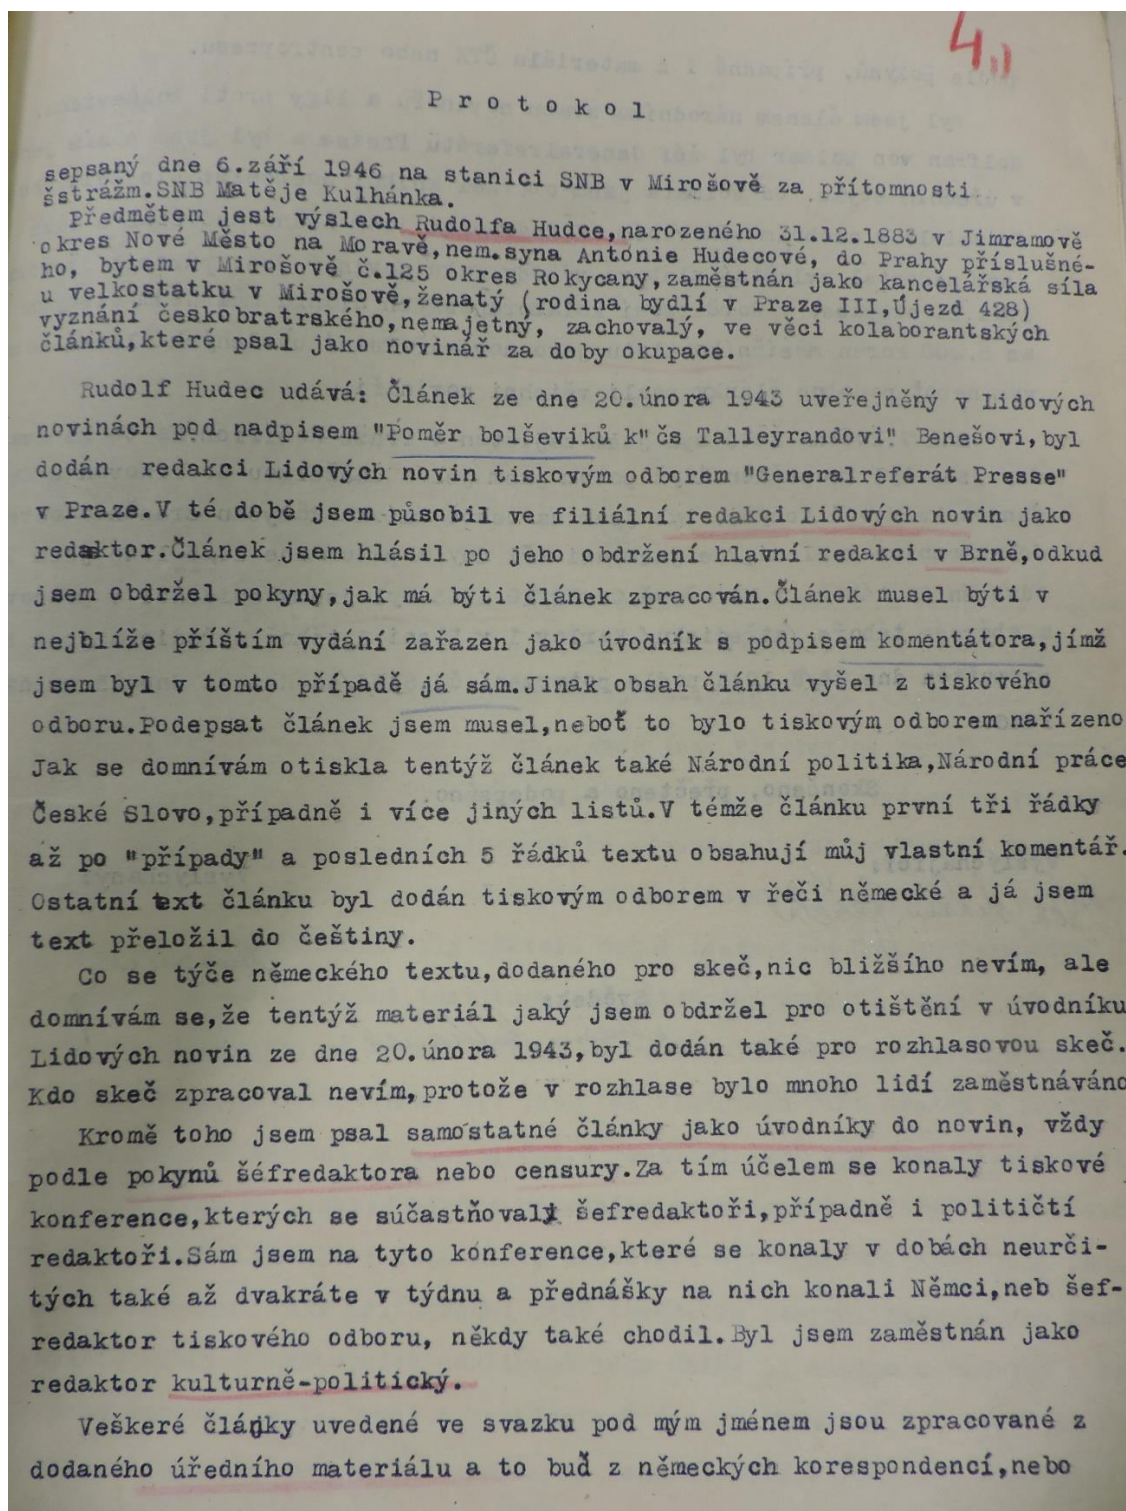 4.)
P r o t o k o l
sepsaný dne 6.září 1946 na stanici SNB v Mirošově za přítomnosti
šstrážm.SNB Matěje Kulhánka.
Předmětem jest výslech Rudolfa Hudce,narozeného 31.12.1883 v Jimramově
okres Nové Město na Moravě,nem.syna Antonie Hudecové, do Prahy příslušné-
ho, bytem v Mirošově č.125 okres Rokycany,zaměstnán jako kancelářská síla
u velkostatku v Mirošově,ženatý (rodina bydlí v Praze III,Újezd 428)
vyznání českobratrského,nemajetný, zachovalý, ve věci kolaborantských
článků,které psal jako novinář za doby okupace.
Rudolf Hudec udává: Článek ze dne 20.února 1943 uveřejněný v Lidových
novinách pod nadpisem "Poměr bolševiků k" čs Talleyrandovi" Benešovi,byl
dodán redakci Lidových novin tiskovým odborem "Generalreferát Presse"
v Praze.V té době jsem působil ve filiální redakci Lidových novin jako
redaktor.Článek jsem hlásil po jeho obdržení hlavní redakci v Brně,odkud
jsem obdržel pokyny,jak má býti článek zpracován.Článek musel býti v
nejblíže příštím vydání zařazen jako úvodník s podpisem komentátora,jímž
jsem byl v tomto případě já sám.Jinak obsah článku vyšel z tiskového
odboru.Podepsat článek jsem musel,neboť to bylo tiskovým odborem nařízeno
Jak se domnívám otiskla tentýž článek také Národní politika,Národní práce
České Slovo,případně i více jiných listů.V témže článku první tři řádky
až po "případy" a posledních 5 řádků textu obsahují můj vlastní komentář.
Ostatní text článku byl dodán tiskovým odborem v řeči německé a já jsem
text přeložil do češtiny.
Co se týče německého textu,dodaného pro skeč,nic bližšího nevím, ale
domnívám se,že tentýž materiál jaký jsem obdržel pro otištění v úvodníku
Lidových novin ze dne 20.února 1943,byl dodán také pro rozhlasovou skeč.
Kdo skeč zpracoval nevím,protože v rozhlase bylo mnoho lidí zaměstnáváno
Kromě toho jsem psal samostatné články jako úvodníky do novin, vždy
podle pokynů šéfredaktora nebo censury.Za tím účelem se konaly tiskové
konference,kterých se súčastňovali šefredaktoři,případně i političtí
redaktoři.Sám jsem na tyto konference,které se konaly v dobách neurči-
tých také až dvakráte v týdnu a přednášky na nich konali Němci,neb šef-
redaktor tiskového odboru, někdy také chodil.Byl jsem zaměstnán jako
redaktor kulturně-politický.
Veškeré články uvedené ve svazku pod mým jménem jsou zpracované z
dodaného úředního materiálu a to buď z německých korespondencí,nebo